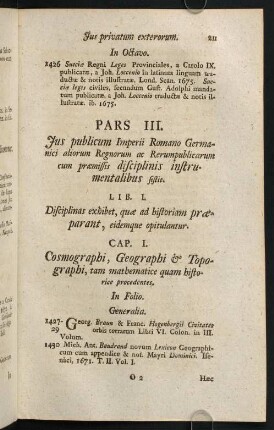 Jus privatum exterorum. 211
In Octavo.
1426 Sueciæ Regni Leges Provinciales, a Carolo IX.
publicatæ, a Joh. Loccenio in latinam linguam tra-
ductæ & notis illustratæ. Lond. Scan. 1675. Sue-
ciæ leges civiles, secundum Gust. Adolphi manda-
tum publicatæ, a Joh. Loccenio traductæ & notis il-
lustratæ. ib. 1675.
PARS III.
Jus publicum Imperii Romano Germa-
nici aliorum Regnorum ac Rerumpublicarum
cum præmissis disciplinis instru-
mentalibus sistit.
LIB. I.
Disciplinas exhibet, quæ ad historiam præ-
parant, eidemque opitulantur.
CAP. I.
Cosmographi, Geographi & Topo-
graphi, tam mathematice quam histo-
rice procedentes.
In Folio.
Generalia.
1427- Georg. Braun & Franc. Hogenbergii Civitates
29 orbis terrarum Libri VI. Colon. in III.
Volum.
1430 Mich. Ant. Baudrand novum Lexicon Geographi-
cum cum appendice & not. Mayri Dominici. Ise-
naci, 1673. T. II. Vol. I.
O 2 Hoc